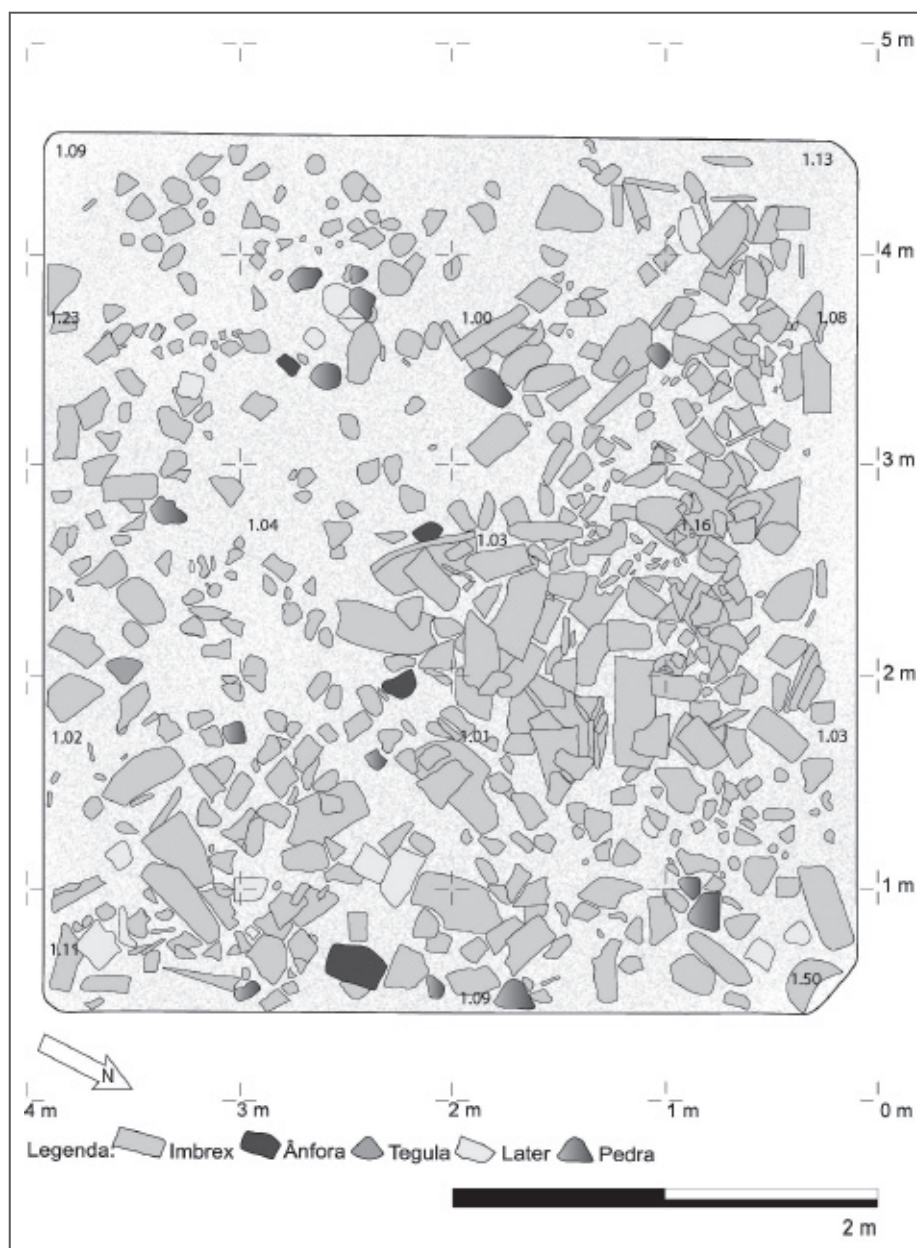 5 m
1.09
1.13
4 m
1.23
1.00
1.08
3 m
1.04
1.03
1.16
2 m
1.02
1.01
1.03
1 m
1.11
1.09
1.50
N
4 m
3 m
2 m
1 m
0 m
Legenda: Imbrex Ânfora Tegula Later Pedra
2 m